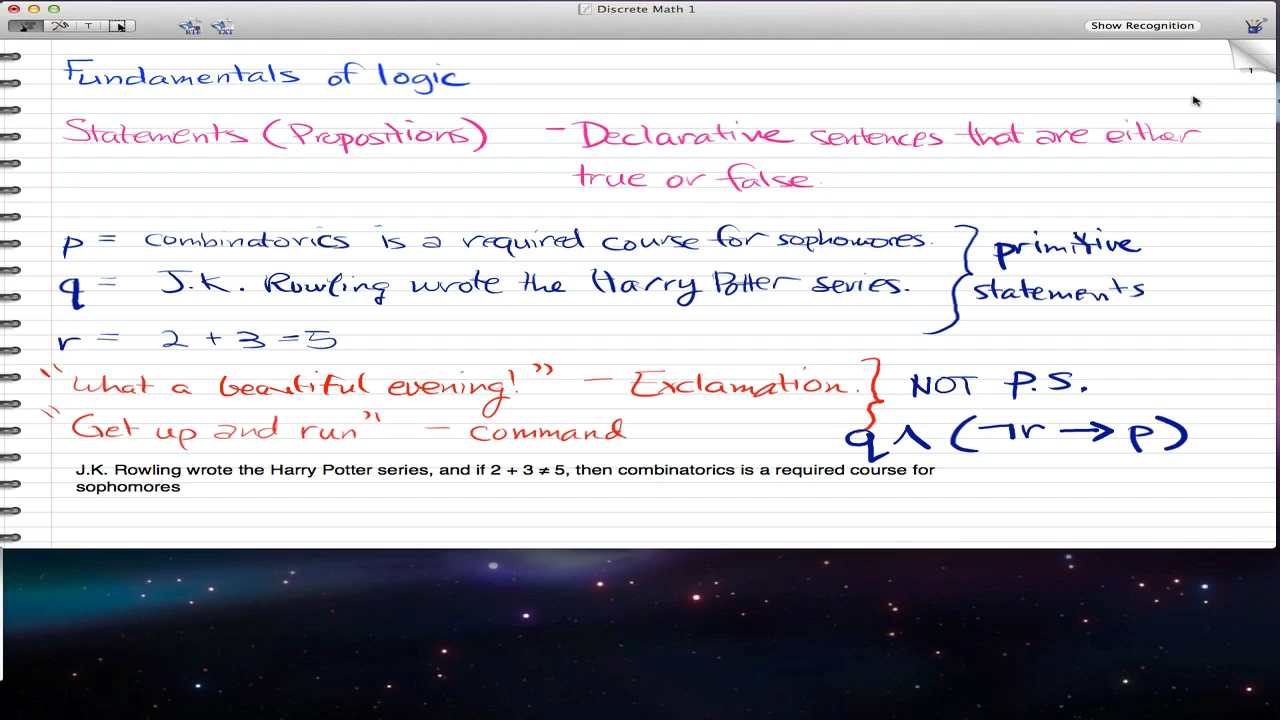 Discrete Math 1
T
RTF
TXT
Show Recognition
1
Fundamentals of logic
Statements (Propositions) - Declarative sentences that are either
true or false.
p = combinatorics is a required course for sophomores.
q = J.K. Rowling wrote the Harry Potter series.
primitive
statements
r = 2 + 3 = 5
"What a beautiful evening!" - Exclamation.
NOT P.S.
"Get up and run" - command
q ∧ (¬r → p)
J.K. Rowling wrote the Harry Potter series, and if 2 + 3 ≠ 5, then combinatorics is a required course for
sophomores